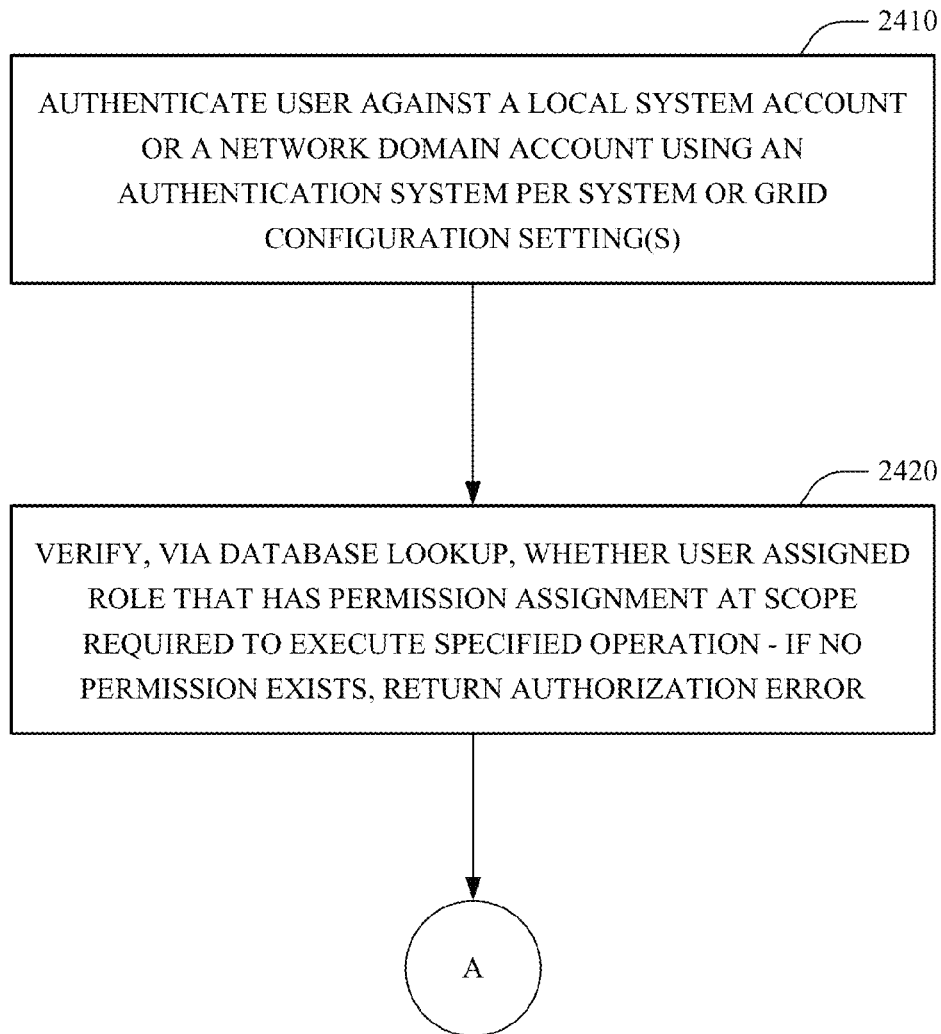 2410
AUTHENTICATE USER AGAINST A LOCAL SYSTEM ACCOUNT
OR A NETWORK DOMAIN ACCOUNT USING AN
AUTHENTICATION SYSTEM PER SYSTEM OR GRID
CONFIGURATION SETTING(S)
2420
VERIFY, VIA DATABASE LOOKUP, WHETHER USER ASSIGNED
ROLE THAT HAS PERMISSION ASSIGNMENT AT SCOPE
REQUIRED TO EXECUTE SPECIFIED OPERATION - IF NO
PERMISSION EXISTS, RETURN AUTHORIZATION ERROR
A